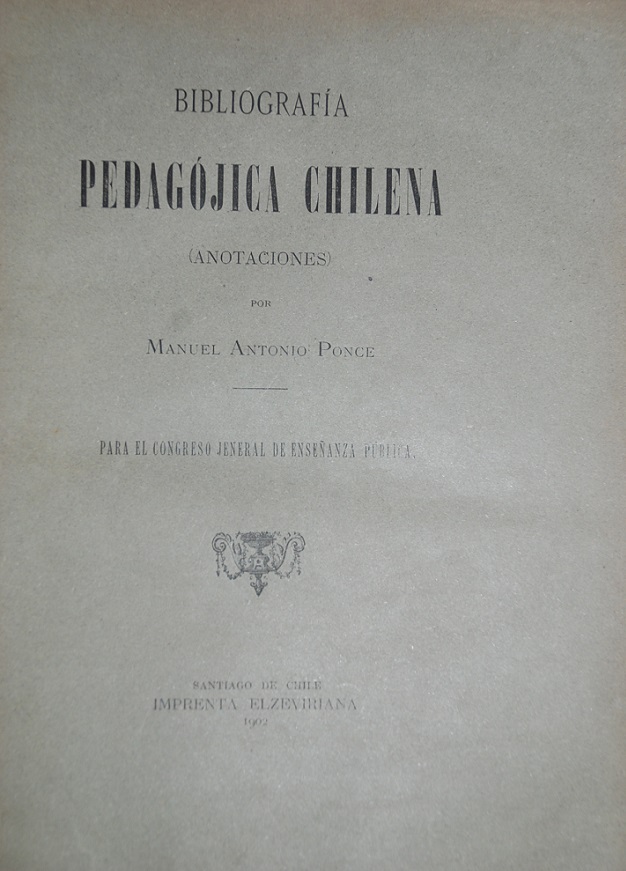 BIBLIOGRAFÍA
PEDAGÓJICA CHILENA
(ANOTACIONES)
POR
MANUEL ANTONIO PONCE
PARA EL CONGRESO JENERAL DE ENSEÑANZA PÚBLICA.
SANTIAGO DE CHILE
IMPRENTA ELZEVIRIANA
1902